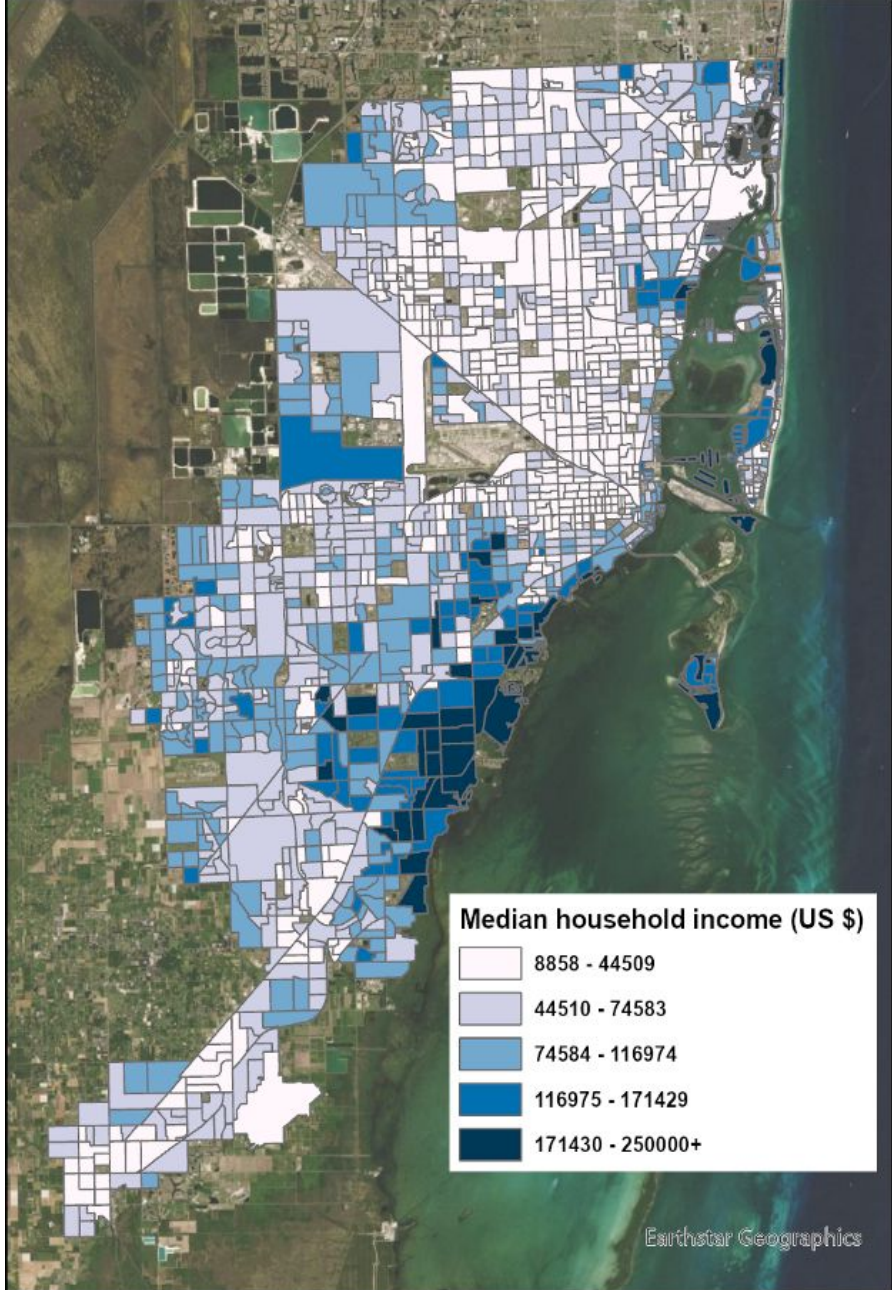 Median household income (US $)
8858 - 44509
44510 - 74583
74584 - 116974
116975 - 171429
171430 - 250000+
Earthstar Geographics